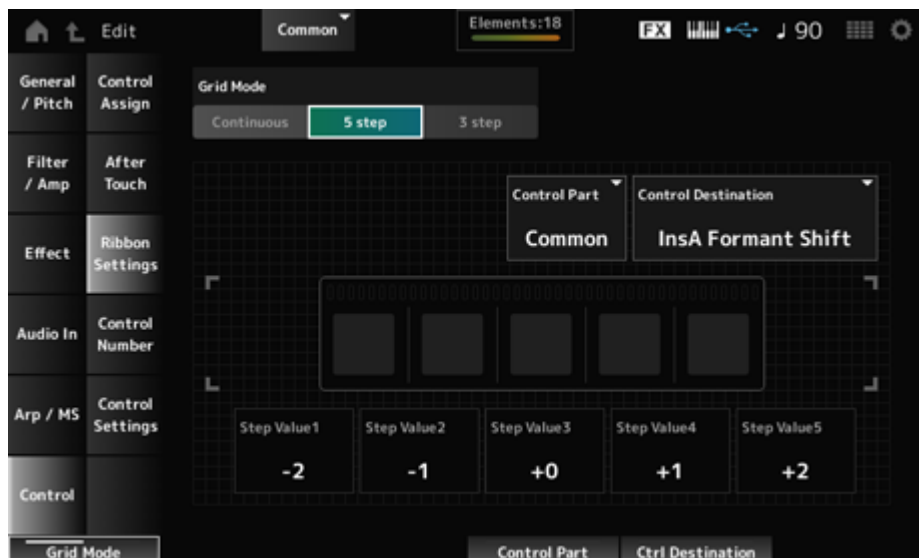 Edit
Common
Elements:18
FX
♩ 90
General / Pitch
Control Assign
Grid Mode
Continuous
5 step
3 step
Filter / Amp
After Touch
Control Part
Common
Control Destination
InsA Formant Shift
Effect
Ribbon Settings
Audio In
Control Number
Arp / MS
Control Settings
Step Value1
Step Value2
Step Value3
Step Value4
Step Value5
-2
-1
+0
+1
+2
Control
Grid Mode
Control Part
Ctrl Destination